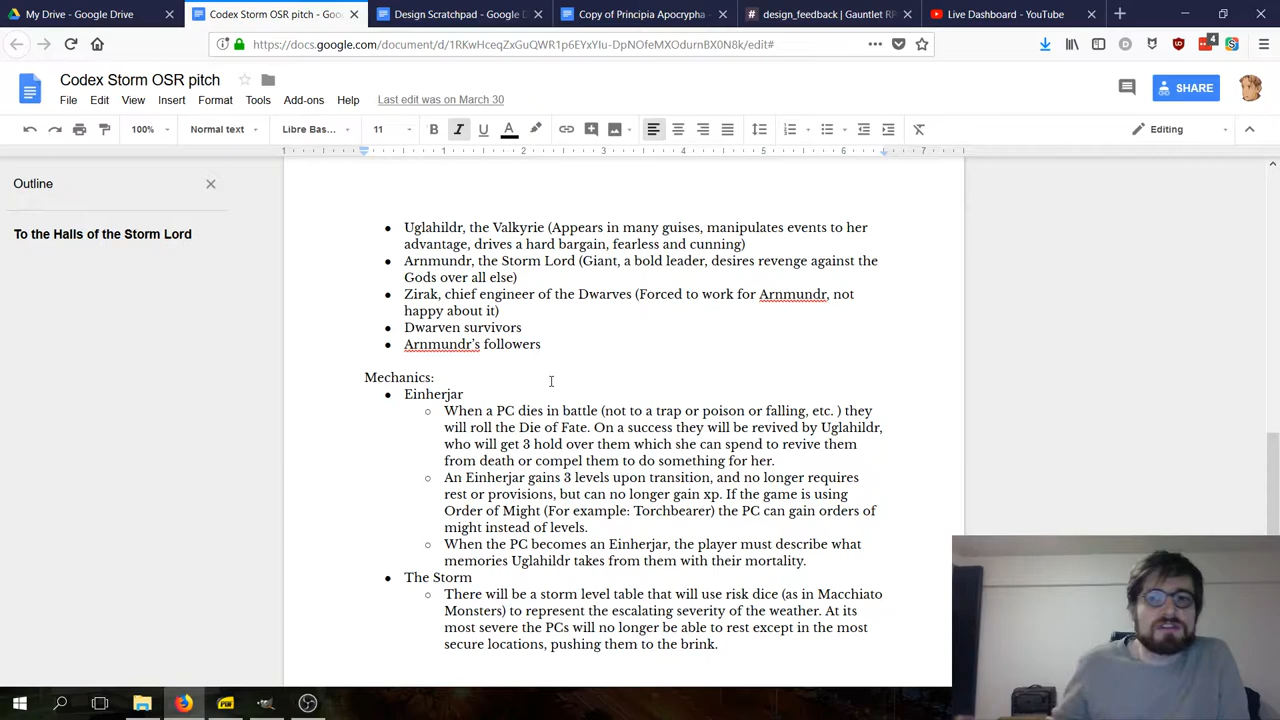 My Drive - Google Drive
Codex Storm OSR pitch - Goo
Design Scratchpad - Google D
Copy of Principia Apocrypha -
design_feedback | Gauntlet RP
Live Dashboard - YouTube
https://docs.google.com/document/d/1RKwHceqZxGuQWR1p6EYxYIu-DpNOfeMXOdurnBX0N8k/edit#
4
Codex Storm OSR pitch
SHARE
File Edit View Insert Format Tools Add-ons Help Last edit was on March 30
100% Normal text Libre Bas... 11 B I U A Editing
1 1 2 3 4 5 6 7
Outline
To the Halls of the Storm Lord
Uglahildr, the Valkyrie (Appears in many guises, manipulates events to her
advantage, drives a hard bargain, fearless and cunning)
Arnmundr, the Storm Lord (Giant, a bold leader, desires revenge against the
Gods over all else)
Zirak, chief engineer of the Dwarves (Forced to work for Arnmundr, not
happy about it)
Dwarven survivors
Arnmundr's followers
Mechanics:
Einherjar
When a PC dies in battle (not to a trap or poison or falling, etc. ) they
will roll the Die of Fate. On a success they will be revived by Uglahildr,
who will get 3 hold over them which she can spend to revive them
from death or compel them to do something for her.
An Einherjar gains 3 levels upon transition, and no longer requires
rest or provisions, but can no longer gain xp. If the game is using
Order of Might (For example: Torchbearer) the PC can gain orders of
might instead of levels.
When the PC becomes an Einherjar, the player must describe what
memories Uglahildr takes from them with their mortality.
The Storm
There will be a storm level table that will use risk dice (as in Macchiato
Monsters) to represent the escalating severity of the weather. At its
most severe the PCs will no longer be able to rest except in the most
secure locations, pushing them to the brink.